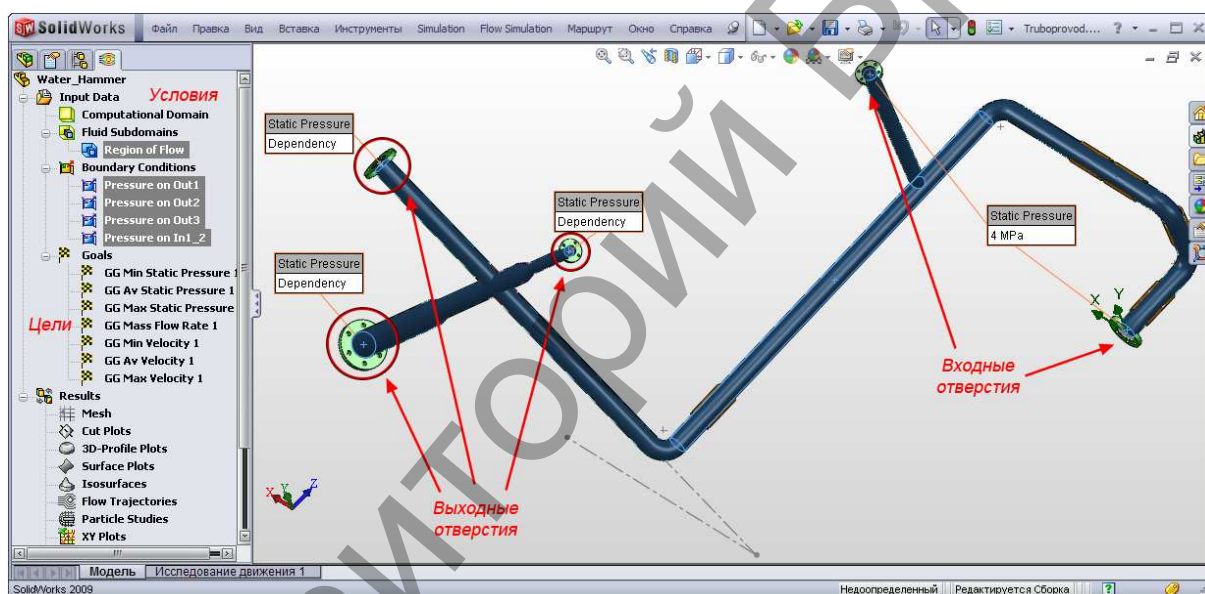 SolidWorks Файл Правка Вид Вставка Инструменты Simulation Flow Simulation Маршрут Окно Справка Truboprovod.... ?
Water_Hammer
Input Data Условия
Computational Domain
Fluid Subdomains
Region of Flow
Boundary Conditions
Pressure on Out1
Pressure on Out2
Pressure on Out3
Pressure on In1_2
Goals
GG Min Static Pressure 1
GG Av Static Pressure 1
GG Max Static Pressure
Цели GG Mass Flow Rate 1
GG Min Velocity 1
GG Av Velocity 1
GG Max Velocity 1
Results
Mesh
Cut Plots
3D-Profile Plots
Surface Plots
Isosurfaces
Flow Trajectories
Particle Studies
XY Plots
Static Pressure
Dependency
Static Pressure
Dependency
Static Pressure
Dependency
Static Pressure
4 MPa
X Y
Входные
отверстия
X Y Z
Выходные
отверстия
Модель Исследование движения 1
SolidWorks 2009 Недоопределенный Редактируется Сборка ?